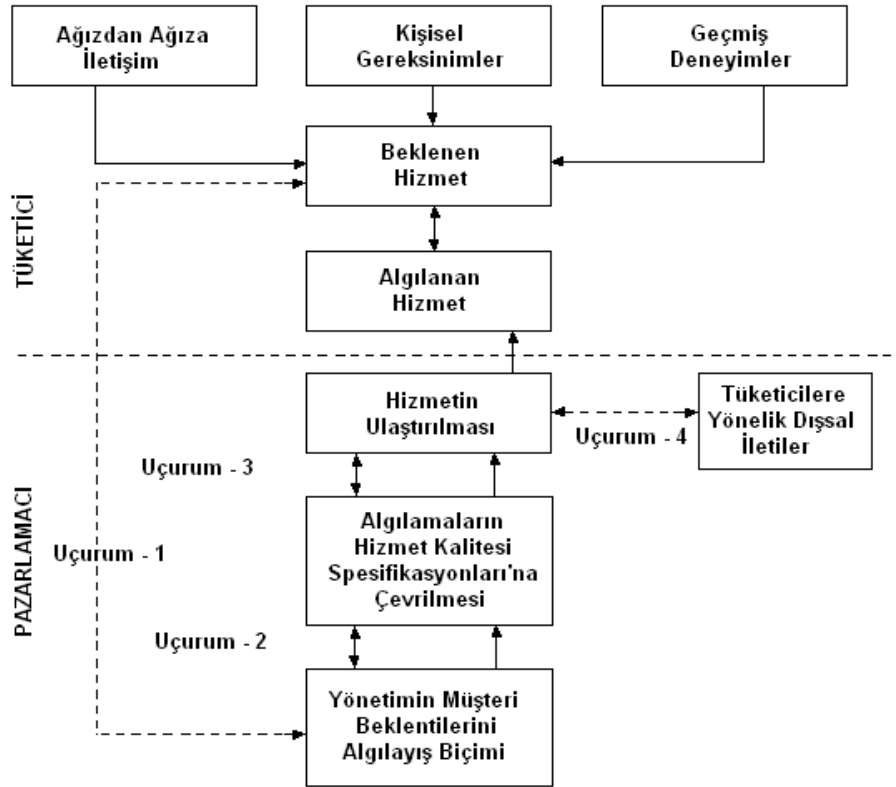 Ağızdan Ağıza
İletişim
Kişisel
Gereksinimler
Geçmiş
Deneyimler
Beklenen
Hizmet
TÜKETİCİ
Algılanan
Hizmet
Hizmetin
Ulaştırılması
Tüketicilere
Yönelik Dışsal
İletiler
Uçurum - 4
Uçurum - 3
Algılamaların
Hizmet Kalitesi
Spesifikasyonları'na
Çevrilmesi
Uçurum - 1
PAZARLAMACI
Uçurum - 2
Yönetimin Müşteri
Beklentilerini
Algılayış Biçimi